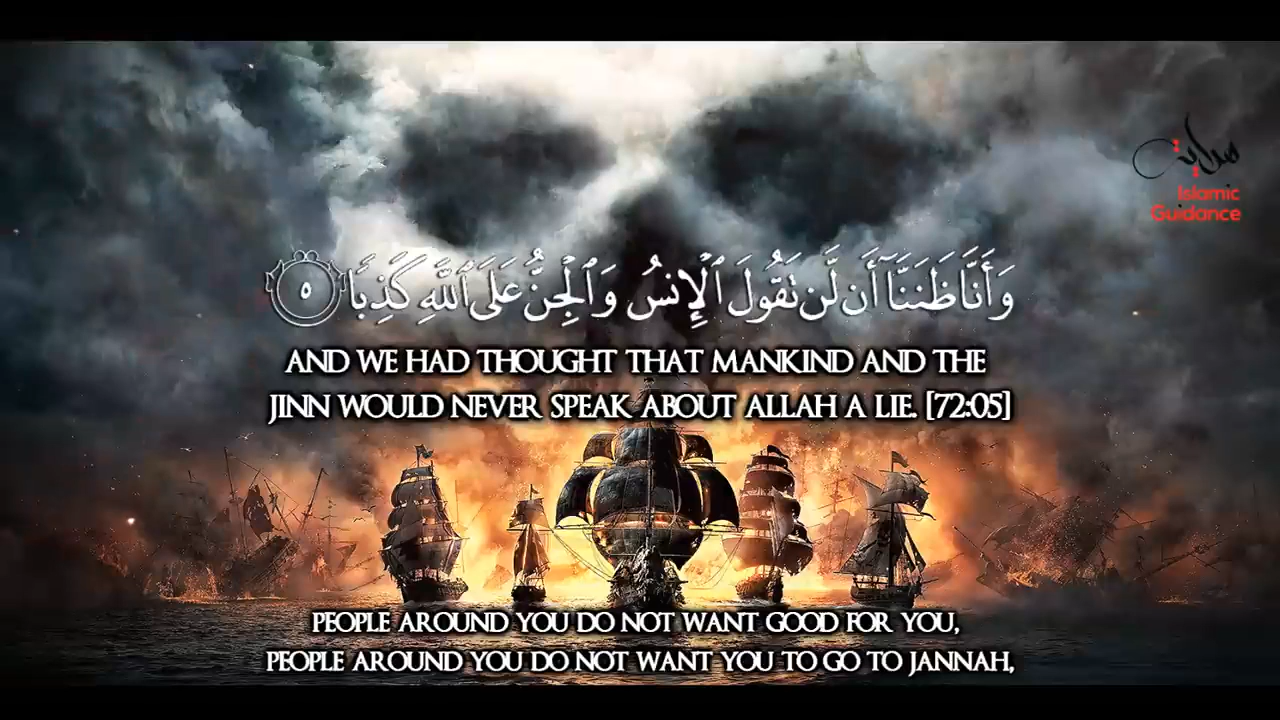 هداية
Islamic
Guidance
وَأَنَّا ظَنَنَّآ أَن لَّن تَقُولَ ٱلْإِنسُ وَٱلْجِنُّ عَلَى ٱللَّهِ كَذِبًا ٥
AND WE HAD THOUGHT THAT MANKIND AND THE
JINN WOULD NEVER SPEAK ABOUT ALLAH A LIE. [72:05]
PEOPLE AROUND YOU DO NOT WANT GOOD FOR YOU,
PEOPLE AROUND YOU DO NOT WANT YOU TO GO TO JANNAH,